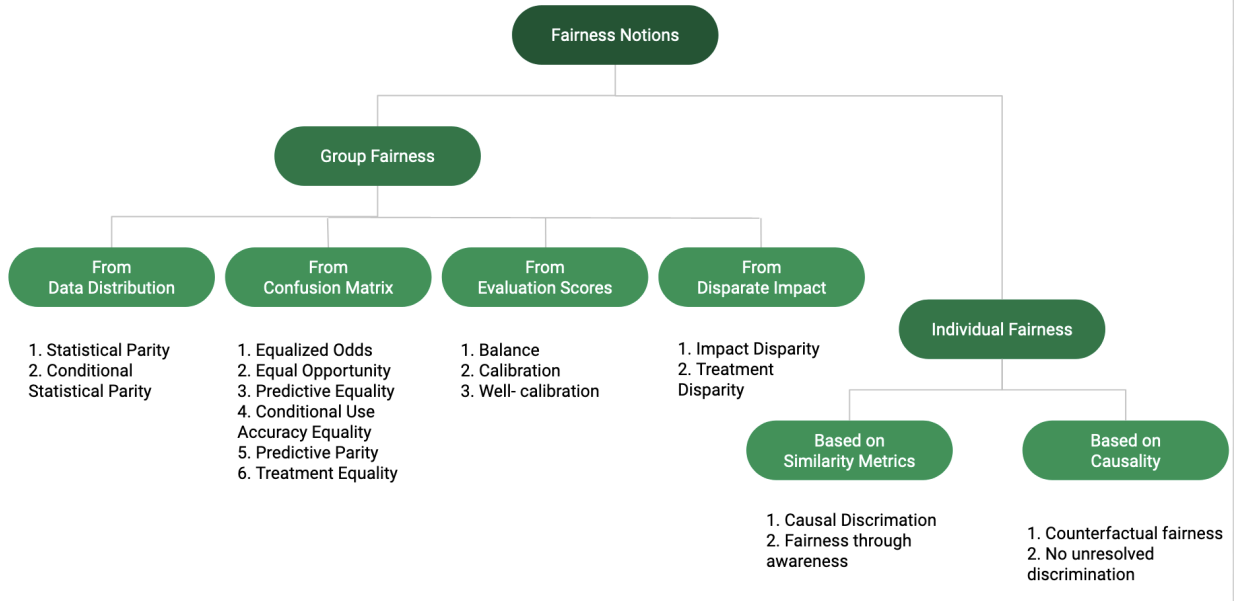 Fairness Notions
Group Fairness
From
Data Distribution
From
Confusion Matrix
From
Evaluation Scores
From
Disparate Impact
1. Statistical Parity
2. Conditional
Statistical Parity
1. Equalized Odds
2. Equal Opportunity
3. Predictive Equality
4. Conditional Use
Accuracy Equality
5. Predictive Parity
6. Treatment Equality
1. Balance
2. Calibration
3. Well- calibration
1. Impact Disparity
2. Treatment
Disparity
Individual Fairness
Based on
Similarity Metrics
Based on
Causality
1. Causal Discrimation
2. Fairness through
awareness
1. Counterfactual fairness
2. No unresolved
discrimination